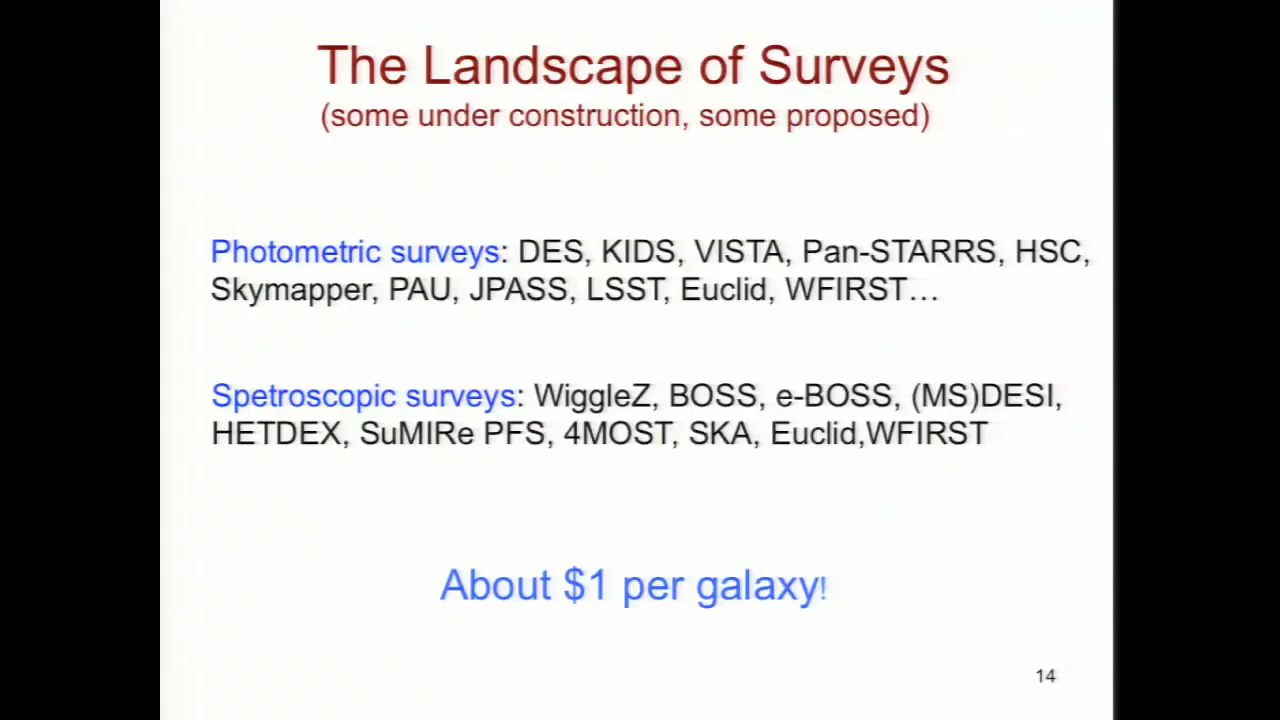 The Landscape of Surveys
(some under construction, some proposed)
Photometric surveys: DES, KIDS, VISTA, Pan-STARRS, HSC,
Skymapper, PAU, JPASS, LSST, Euclid, WFIRST…
Spetroscopic surveys: WiggleZ, BOSS, e-BOSS, (MS)DESI,
HETDEX, SuMIRe PFS, 4MOST, SKA, Euclid,WFIRST
About $1 per galaxy!
14